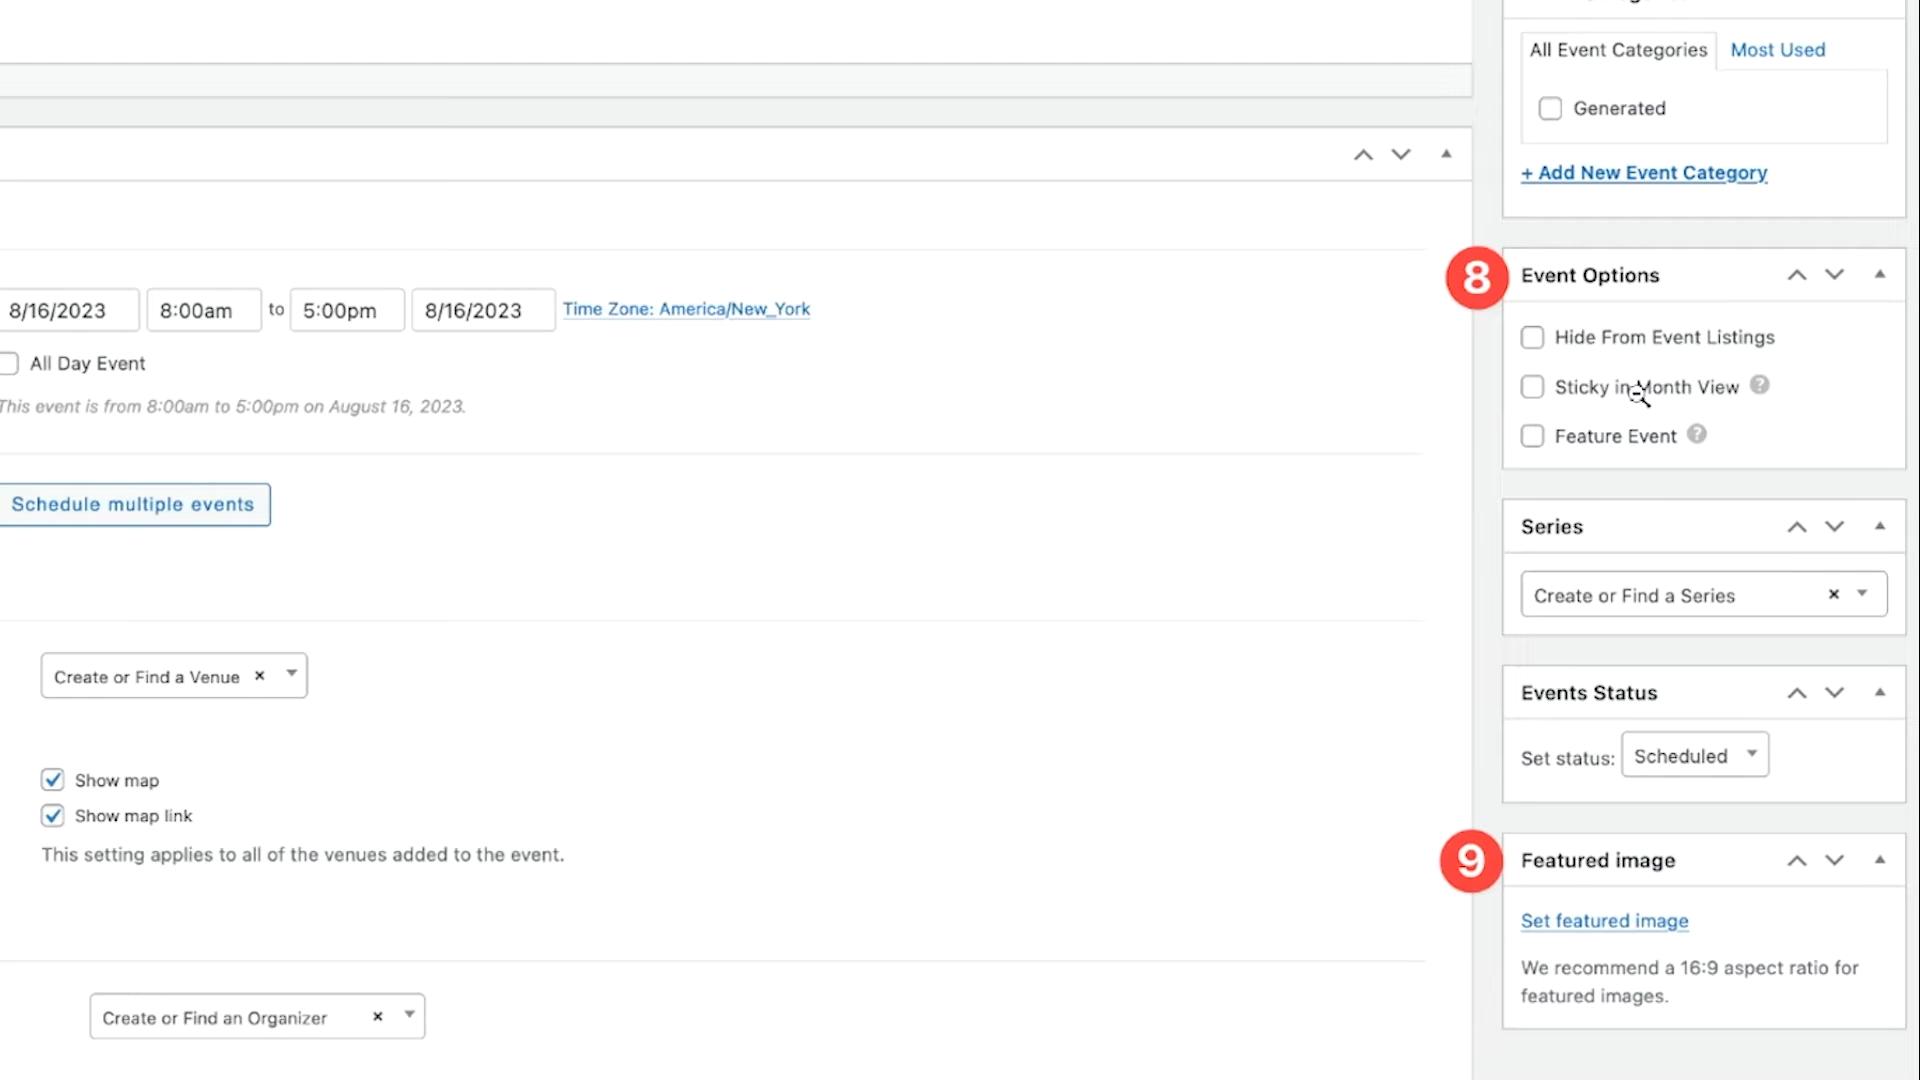 All Event Categories
Most Used
Generated
+ Add New Event Category
8
Event Options
8/16/2023
8:00am
to
5:00pm
8/16/2023
Time Zone: America/New_York
Hide From Event Listings
All Day Event
Sticky in Month View ?
This event is from 8:00am to 5:00pm on August 16, 2023.
Feature Event ?
Schedule multiple events
Series
Create or Find a Series ×
Create or Find a Venue ×
Events Status
Set status: Scheduled
Show map
Show map link
This setting applies to all of the venues added to the event.
9
Featured image
Set featured image
We recommend a 16:9 aspect ratio for
featured images.
Create or Find an Organizer ×